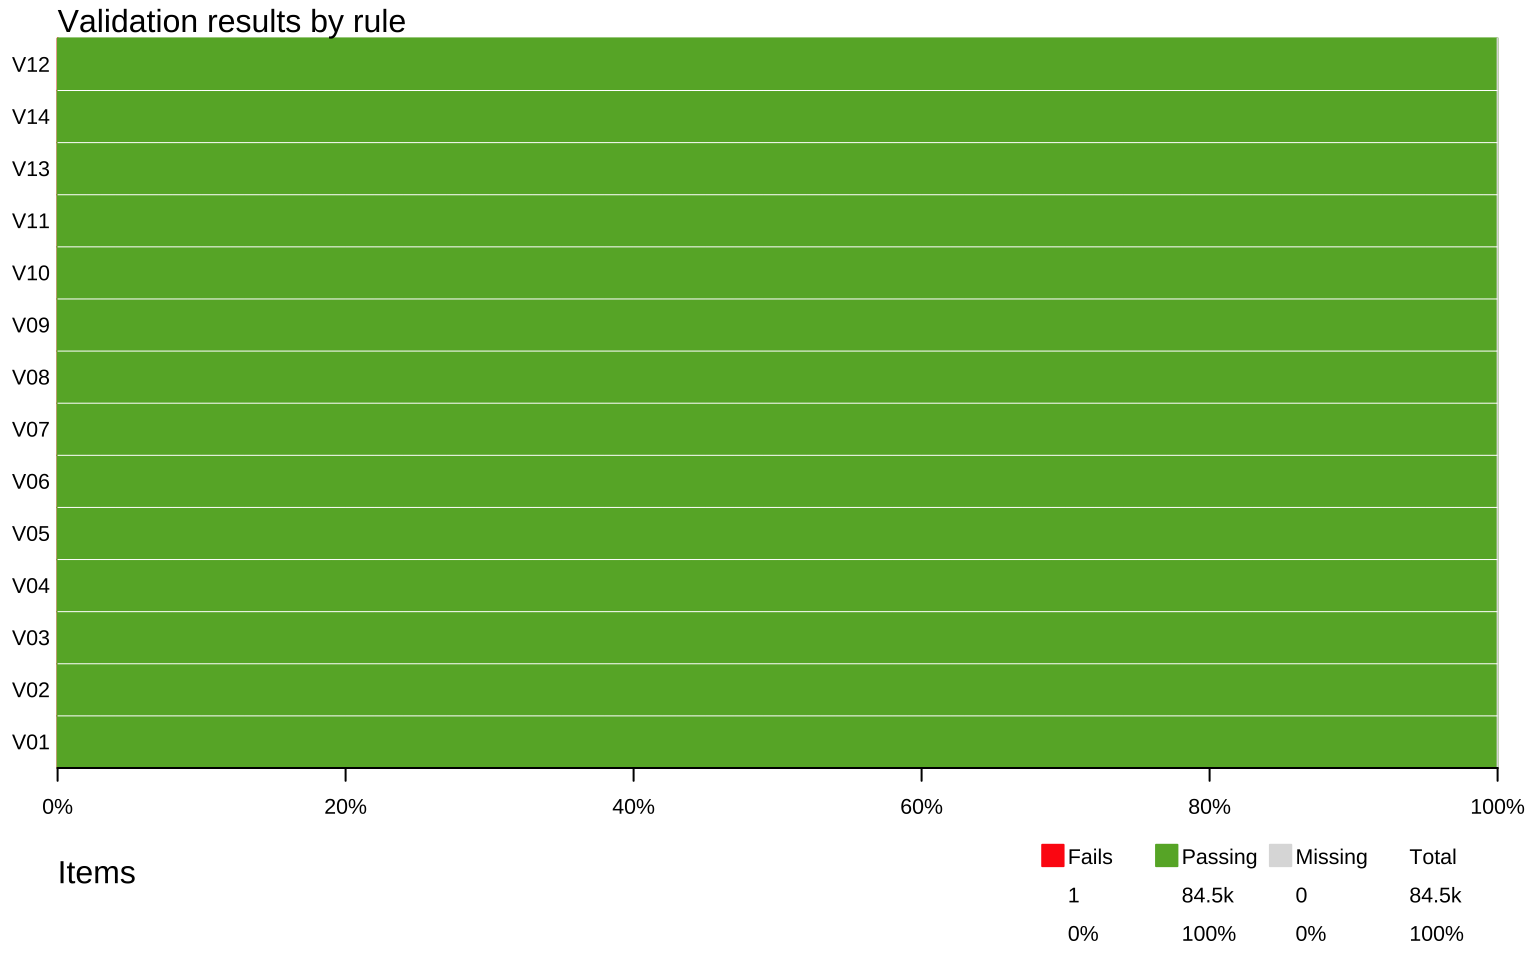 Validation results by rule
V12
V14
V13
V11
V10
V09
V08
V07
V06
V05
V04
V03
V02
V01
0% 20% 40% 60% 80% 100%
Items
Fails Passing Missing Total
1 84.5k 0 84.5k
0% 100% 0% 100%